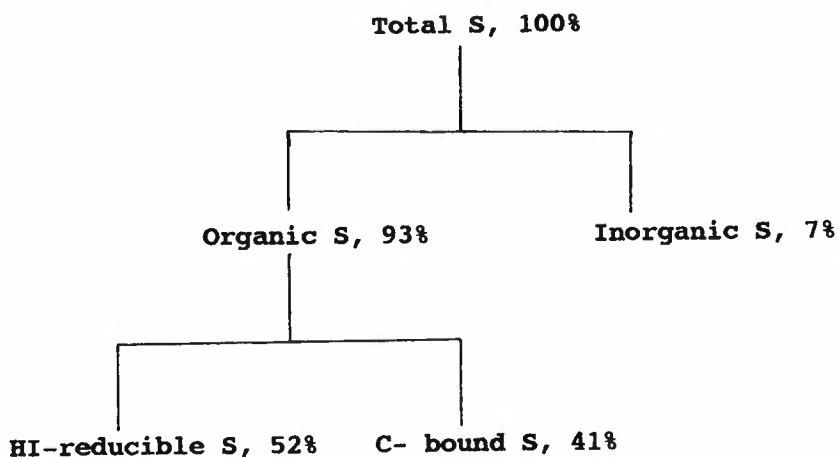 Total S, 100%
Organic S, 93% Inorganic S, 7%
HI-reducible S, 52% C- bound S, 41%